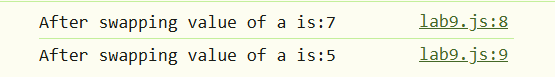 After swapping value of a is:7 lab9.js:8
After swapping value of a is:5 lab9.js:9